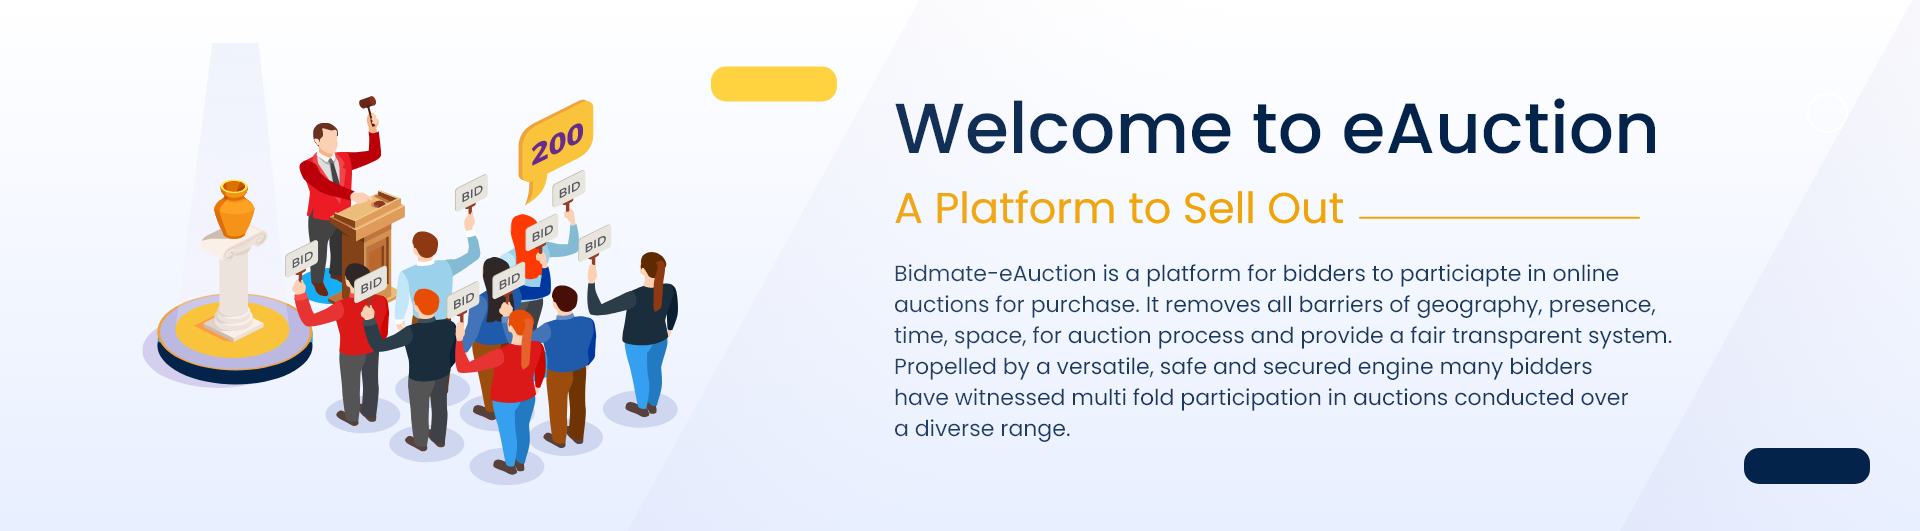 200
BID
BID
BID
BID
BID
BID
BID
BID
Welcome to eAuction
A Platform to Sell Out
Bidmate-eAuction is a platform for bidders to particiapte in online
auctions for purchase. It removes all barriers of geography, presence,
time, space, for auction process and provide a fair transparent system.
Propelled by a versatile, safe and secured engine many bidders
have witnessed multi fold participation in auctions conducted over
a diverse range.